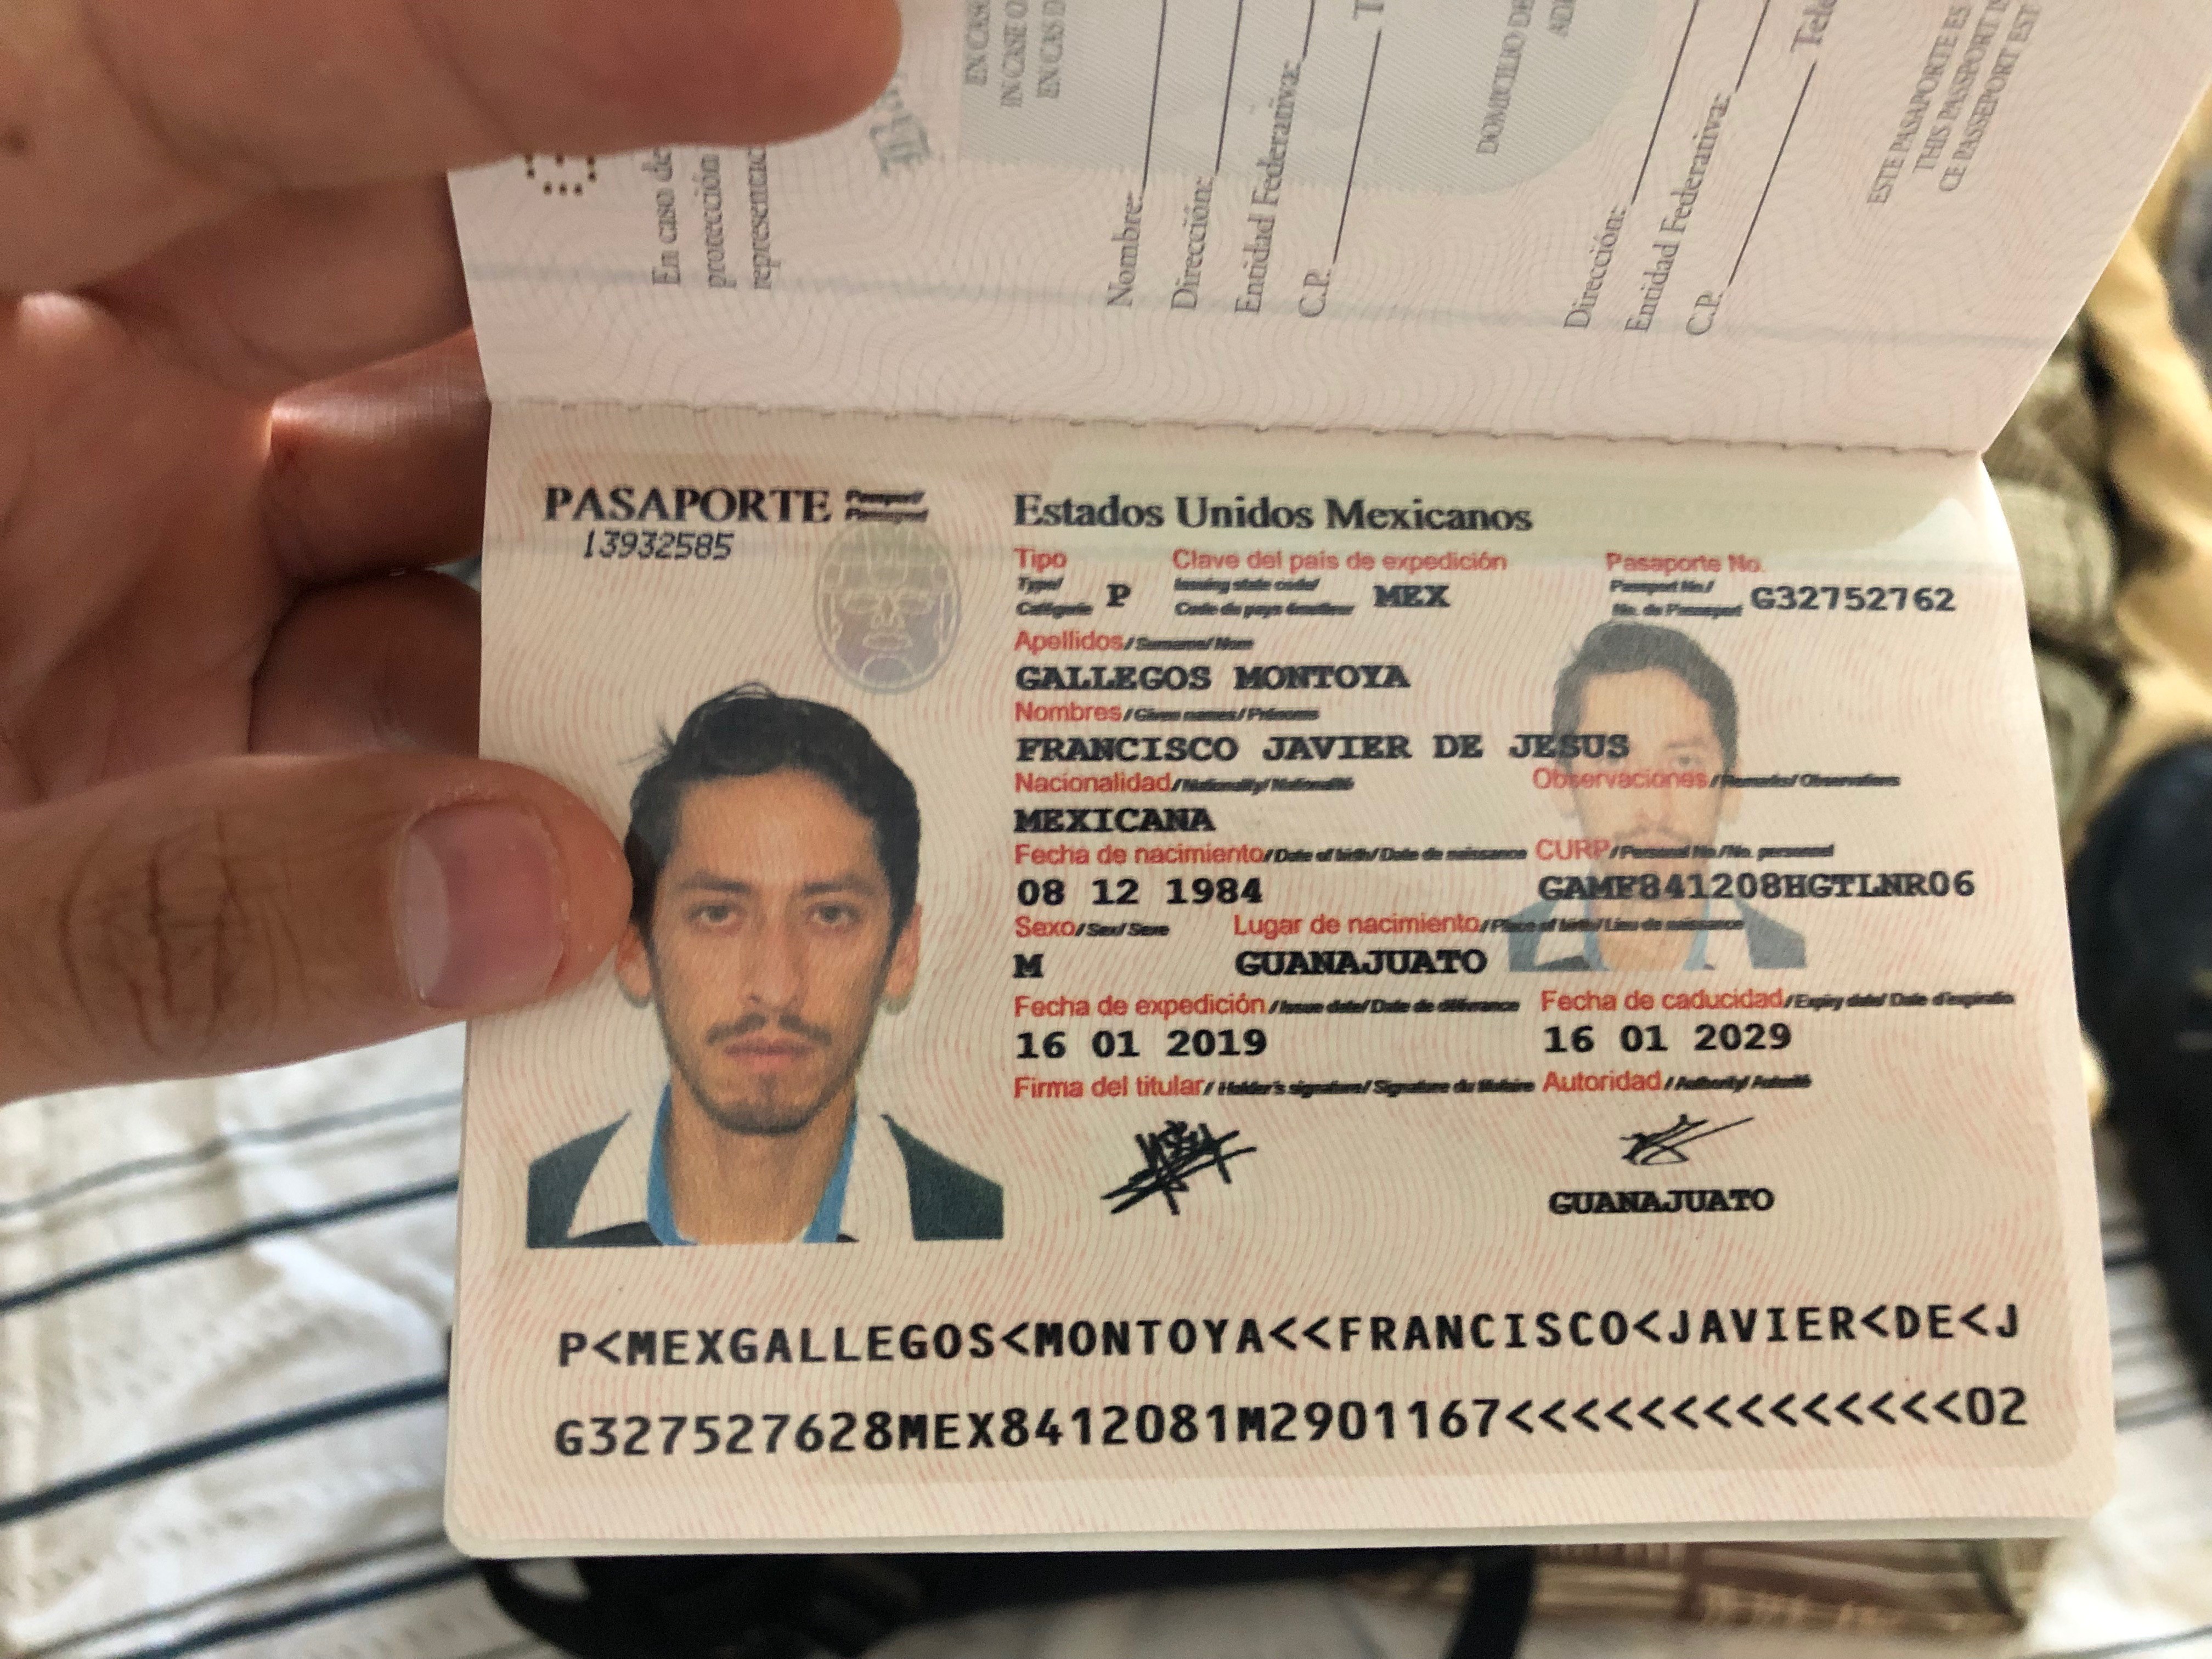 En caso de
protección
representac
EN CAS
IN CASE O
EN CAS D
Nombre:
Dirección:
Entidad Federativa:
C.P. T
DOMICILIO DE
Dirección:
Entidad Federativa:
C.P. Tele
ESTE PASAPORTE ES
THIS PASSPORT I
CE PASSEPORT EST
PASAPORTE Passport/
Passeport
13932585
Estados Unidos Mexicanos
Tipo Clave del país de expedición Pasaporte No.
Type/ Issuing state code/ Passport No./
Catégorie P Code du pays émetteur MEX No. de Passeport G32752762
Apellidos/Surname/Nom
GALLEGOS MONTOYA
Nombres/Given names/Prénoms
FRANCISCO JAVIER DE JESUS
Nacionalidad/Nationality/Nationalité Observaciones/Remarks/Observations
MEXICANA
Fecha de nacimiento/Date of birth/Date de naissance CURP/Personal No./No. personnel
08 12 1984 GAMF841208HGTLNR06
Sexo/Sex/Sexe Lugar de nacimiento/Place of birth/Lieu de naissance
M GUANAJUATO
Fecha de expedición/Issue date/Date de délivrance Fecha de caducidad/Expiry date/Date d'expiration
16 01 2019 16 01 2029
Firma del titular/Holder's signature/Signature du titulaire Autoridad/Authority/Autorité
GUANAJUATO
P<MEXGALLEGOS<MONTOYA<<FRANCISCO<JAVIER<DE<J
G327527628MEX8412081M2901167<<<<<<<<<<<<<<02